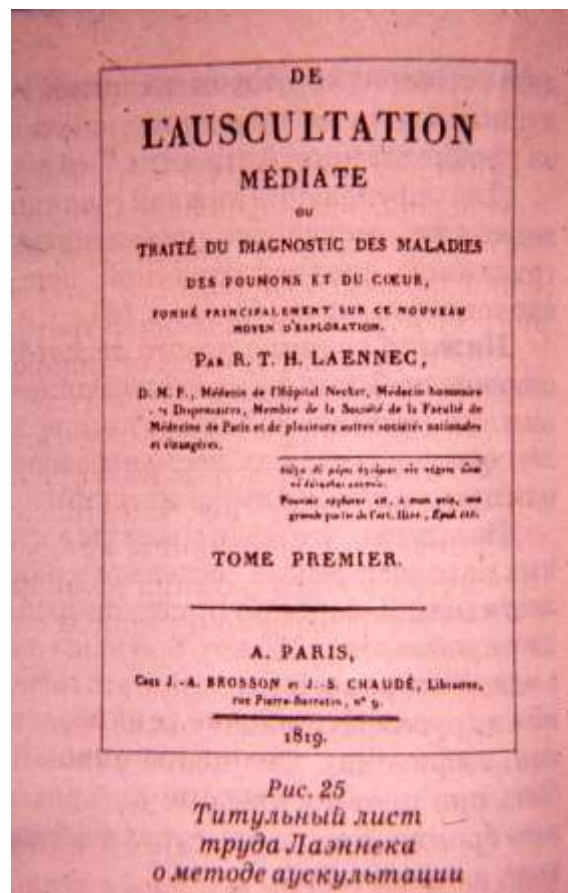 DE
L'AUSCULTATION
MÉDIATE
OU
TRAITÉ DU DIAGNOSTIC DES MALADIES
DES POUMONS ET DU CŒUR,
FONDÉ PRINCIPALEMENT SUR CE NOUVEAU
MOYEN D'EXPLORATION.
PAR R. T. H. LAENNEC,
D. M. P., Médecin de l'Hôpital Necker, Médecin honoraire
Dispensaires, Membre de la Société de la Faculté de
Médecine de Paris et de plusieurs autres sociétés nationales
et étrangères.
Pouvoir explorer est, à mon avis, une
grande partie de l'art. Hipp., Epid. III.
TOME PREMIER.
A. PARIS,
CHEZ J.-A. BROSSON et J.-S. CHAUDÉ, Libraires,
rue Pierre-Sarrazin, nº 9.
1819.
Рис. 25
Титульный лист
труда Лаэннека
о методе аускультации